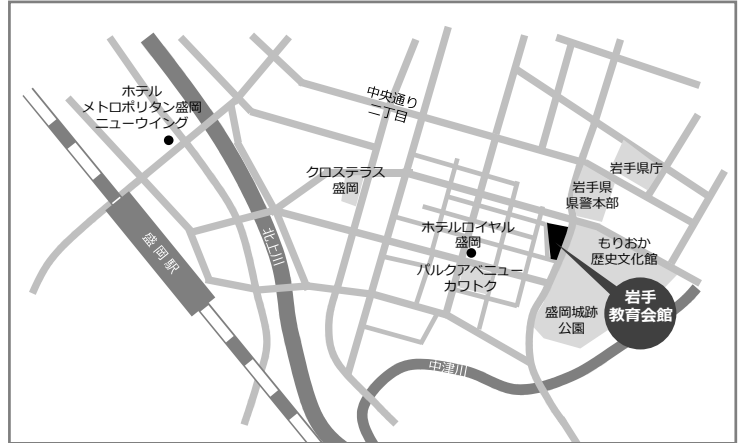 ホテル
メトロポリタン盛岡
ニューウイング
中央通り
二丁目
クロステラス
盛岡
岩手県庁
岩手県
県警本部
ホテルロイヤル
盛岡
もりおか
歴史文化館
盛岡駅
北上川
パルクアベニュー
カワトク
岩手
教育会館
盛岡城跡
公園
中津川